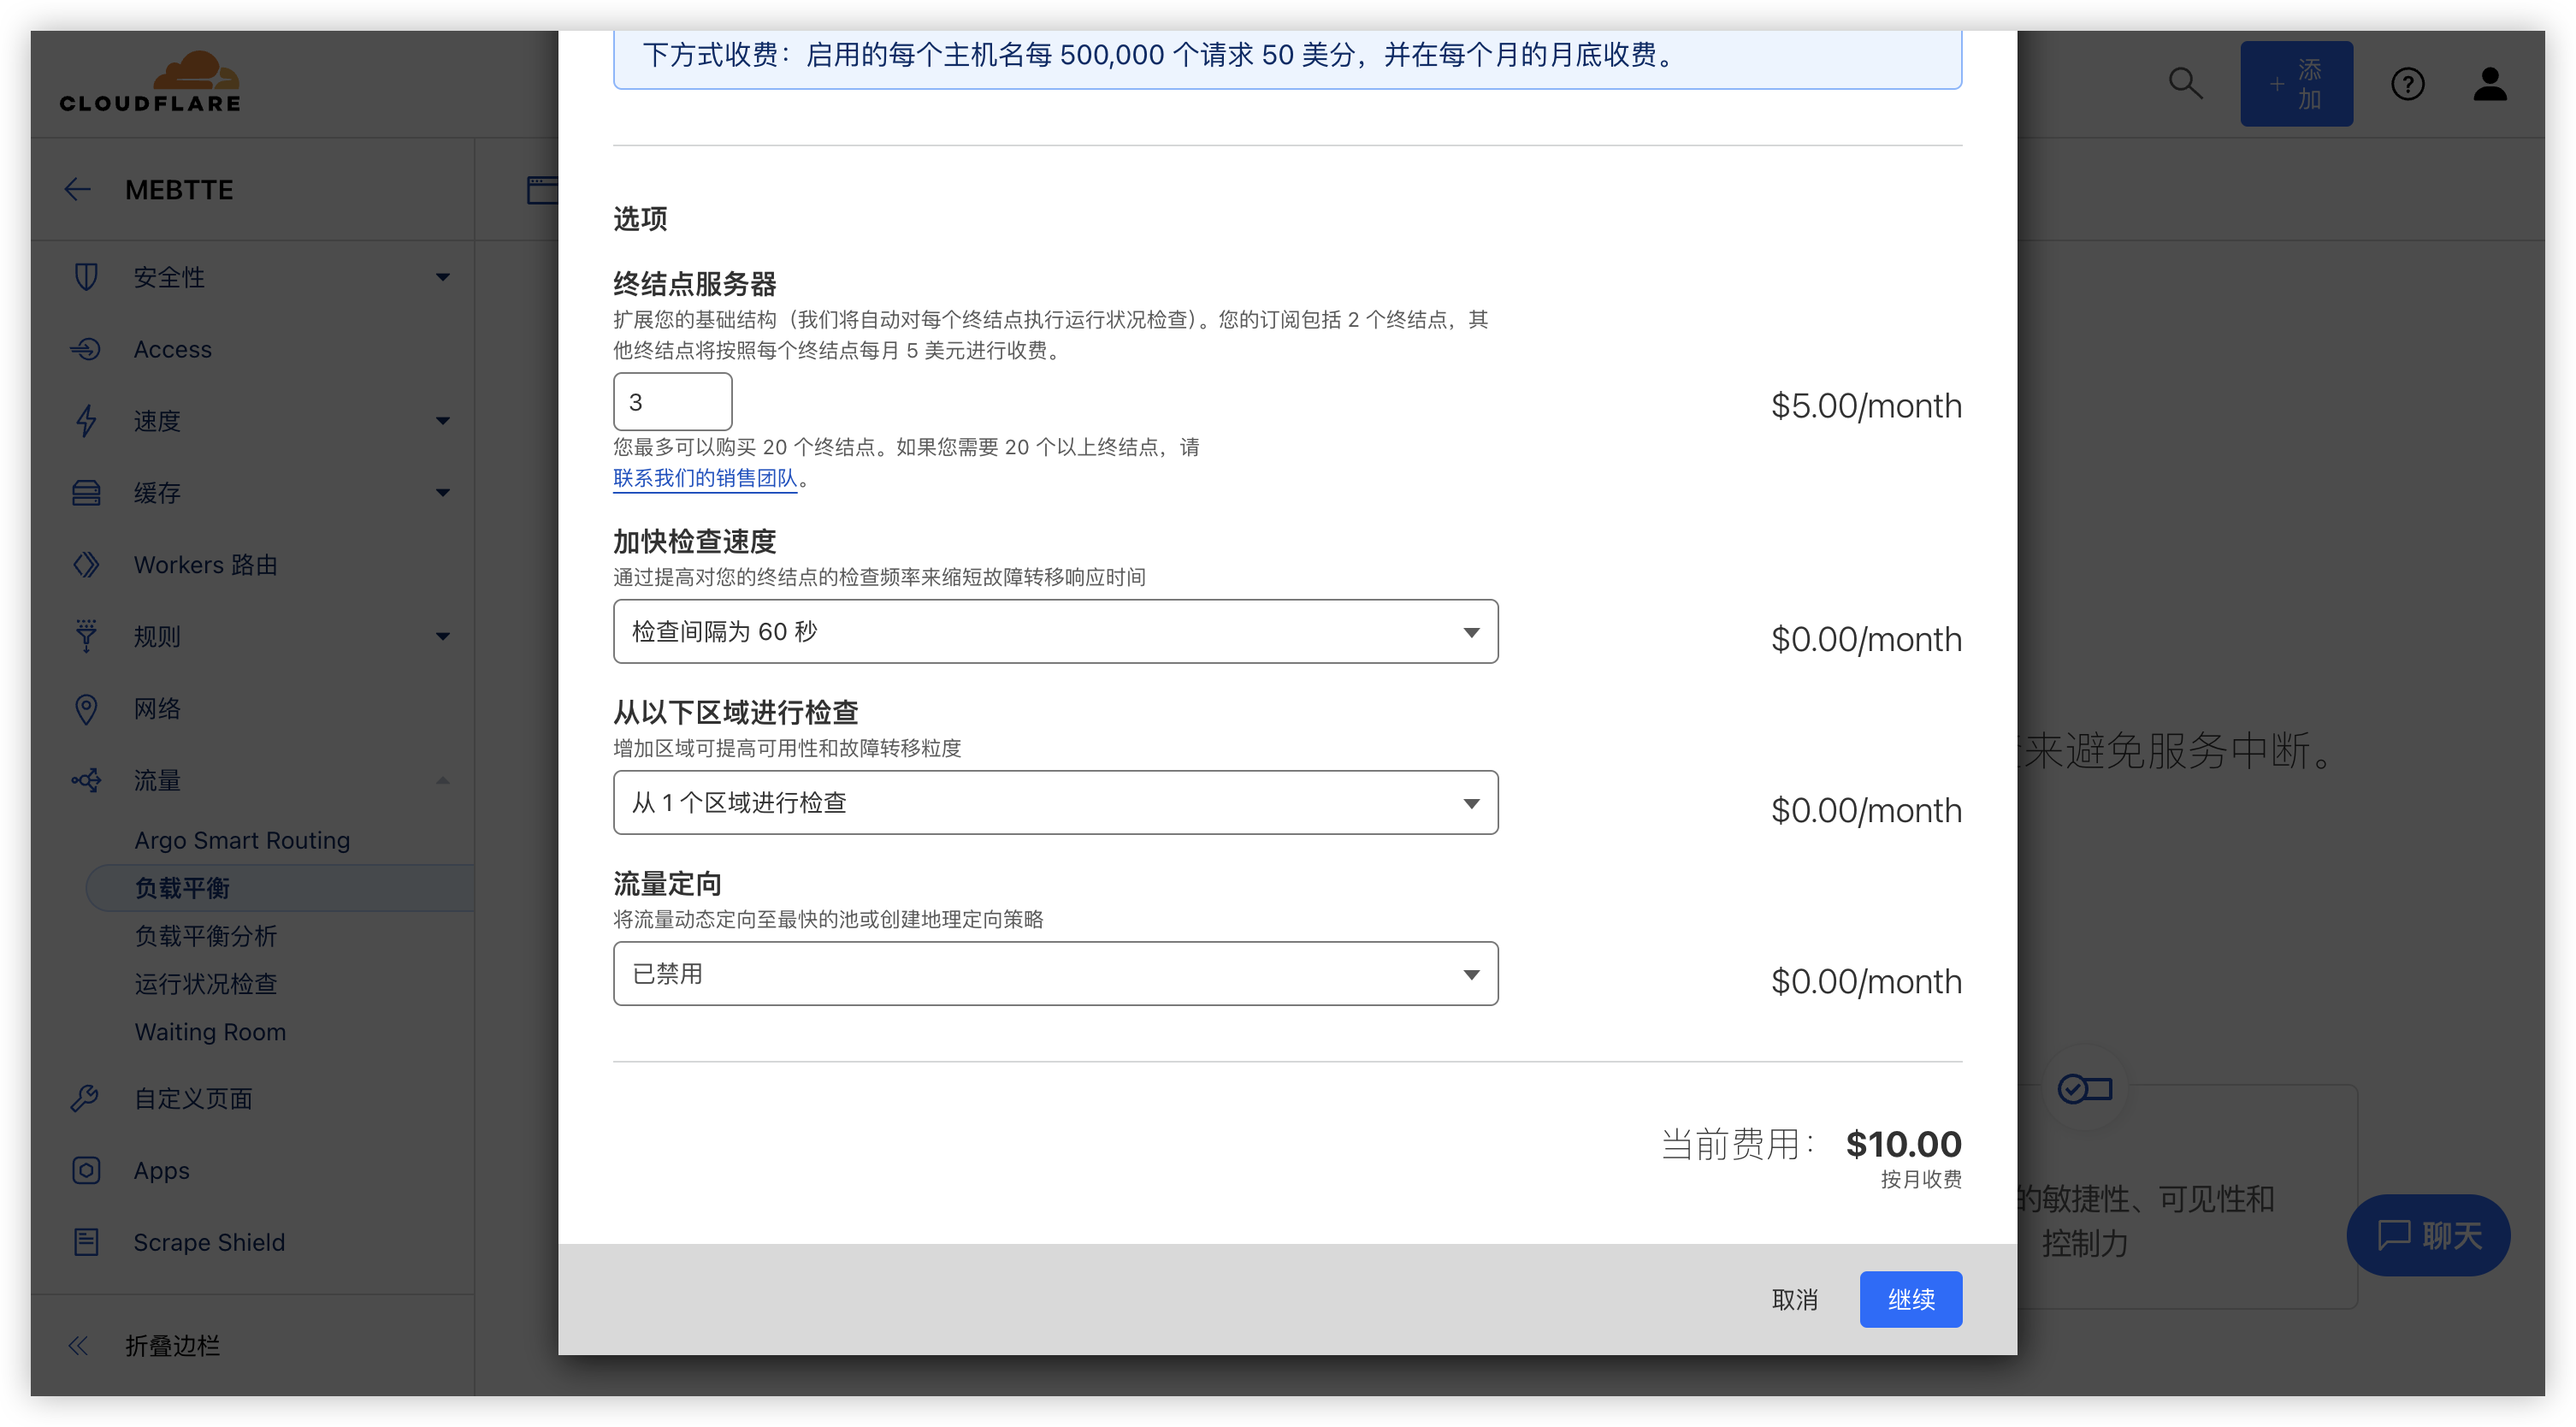 CLOUDFLARE
添加
MEBTTE
安全性
Access
速度
缓存
Workers 路由
规则
网络
流量
Argo Smart Routing
负载平衡
负载平衡分析
运行状况检查
Waiting Room
自定义页面
Apps
Scrape Shield
折叠边栏
下方式收费：启用的每个主机名每 500,000 个请求 50 美分，并在每个月的月底收费。
选项
终结点服务器
扩展您的基础结构（我们将自动对每个终结点执行运行状况检查）。您的订阅包括 2 个终结点，其
他终结点将按照每个终结点每月 5 美元进行收费。
3
$5.00/month
您最多可以购买 20 个终结点。如果您需要 20 个以上终结点，请
联系我们的销售团队。
加快检查速度
通过提高对您的终结点的检查频率来缩短故障转移响应时间
检查间隔为 60 秒
$0.00/month
从以下区域进行检查
增加区域可提高可用性和故障转移粒度
从 1 个区域进行检查
$0.00/month
流量定向
将流量动态定向至最快的池或创建地理定向策略
已禁用
$0.00/month
当前费用： $10.00
按月收费
取消
继续
来避免服务中断。
的敏捷性、可见性和
控制力
聊天